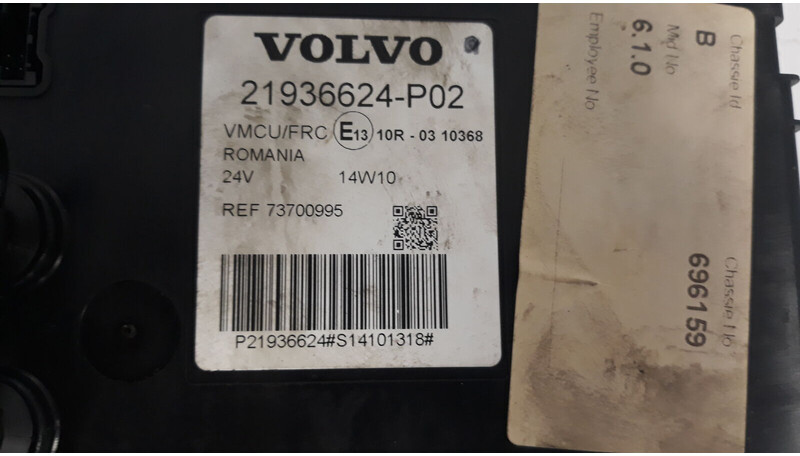 VOLVO
21936624-P02
VMCU/FRC E13 10R - 03 10368
ROMANIA
24V 14W10
REF 73700995
P21936624#S14101318#
Chassie Id
B
Mid No
6.1.0
Employee No
Chassie No
696159